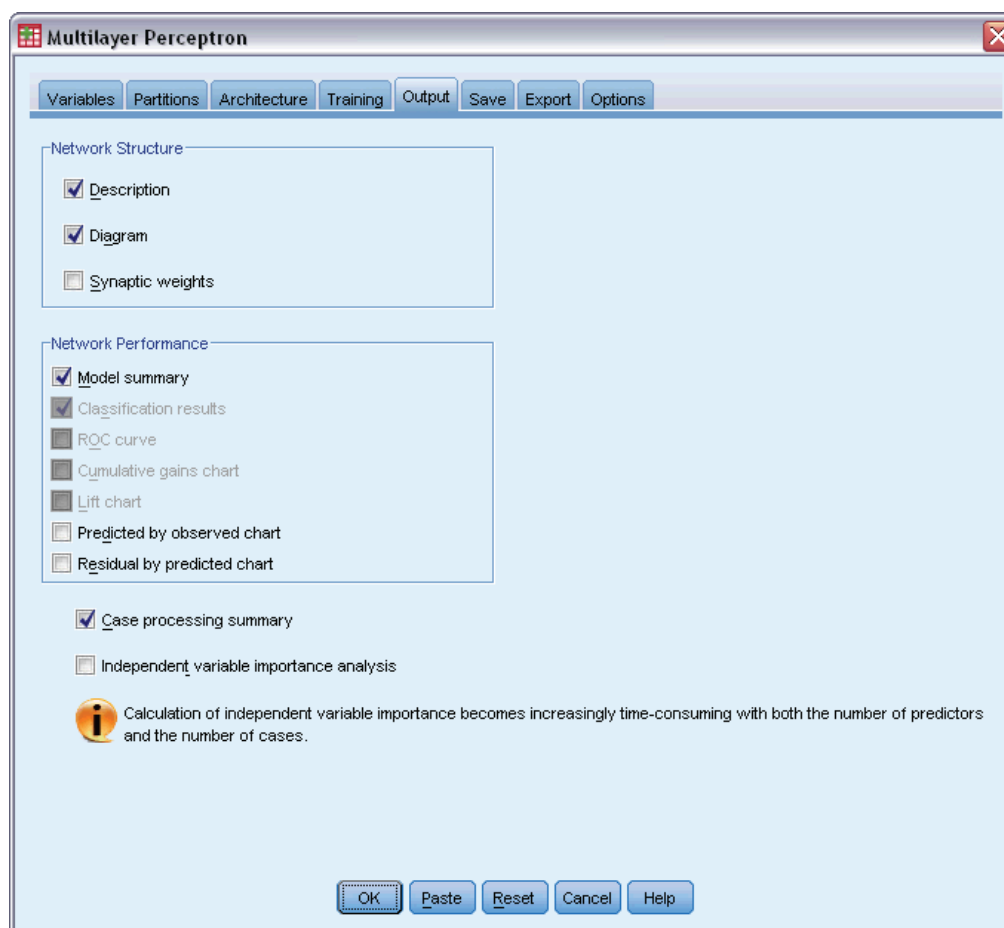 Multilayer Perceptron
Variables Partitions Architecture Training Output Save Export Options
Network Structure
Description
Diagram
Synaptic weights
Network Performance
Model summary
Classification results
ROC curve
Cumulative gains chart
Lift chart
Predicted by observed chart
Residual by predicted chart
Case processing summary
Independent variable importance analysis
Calculation of independent variable importance becomes increasingly time-consuming with both the number of predictors
and the number of cases.
OK Paste Reset Cancel Help